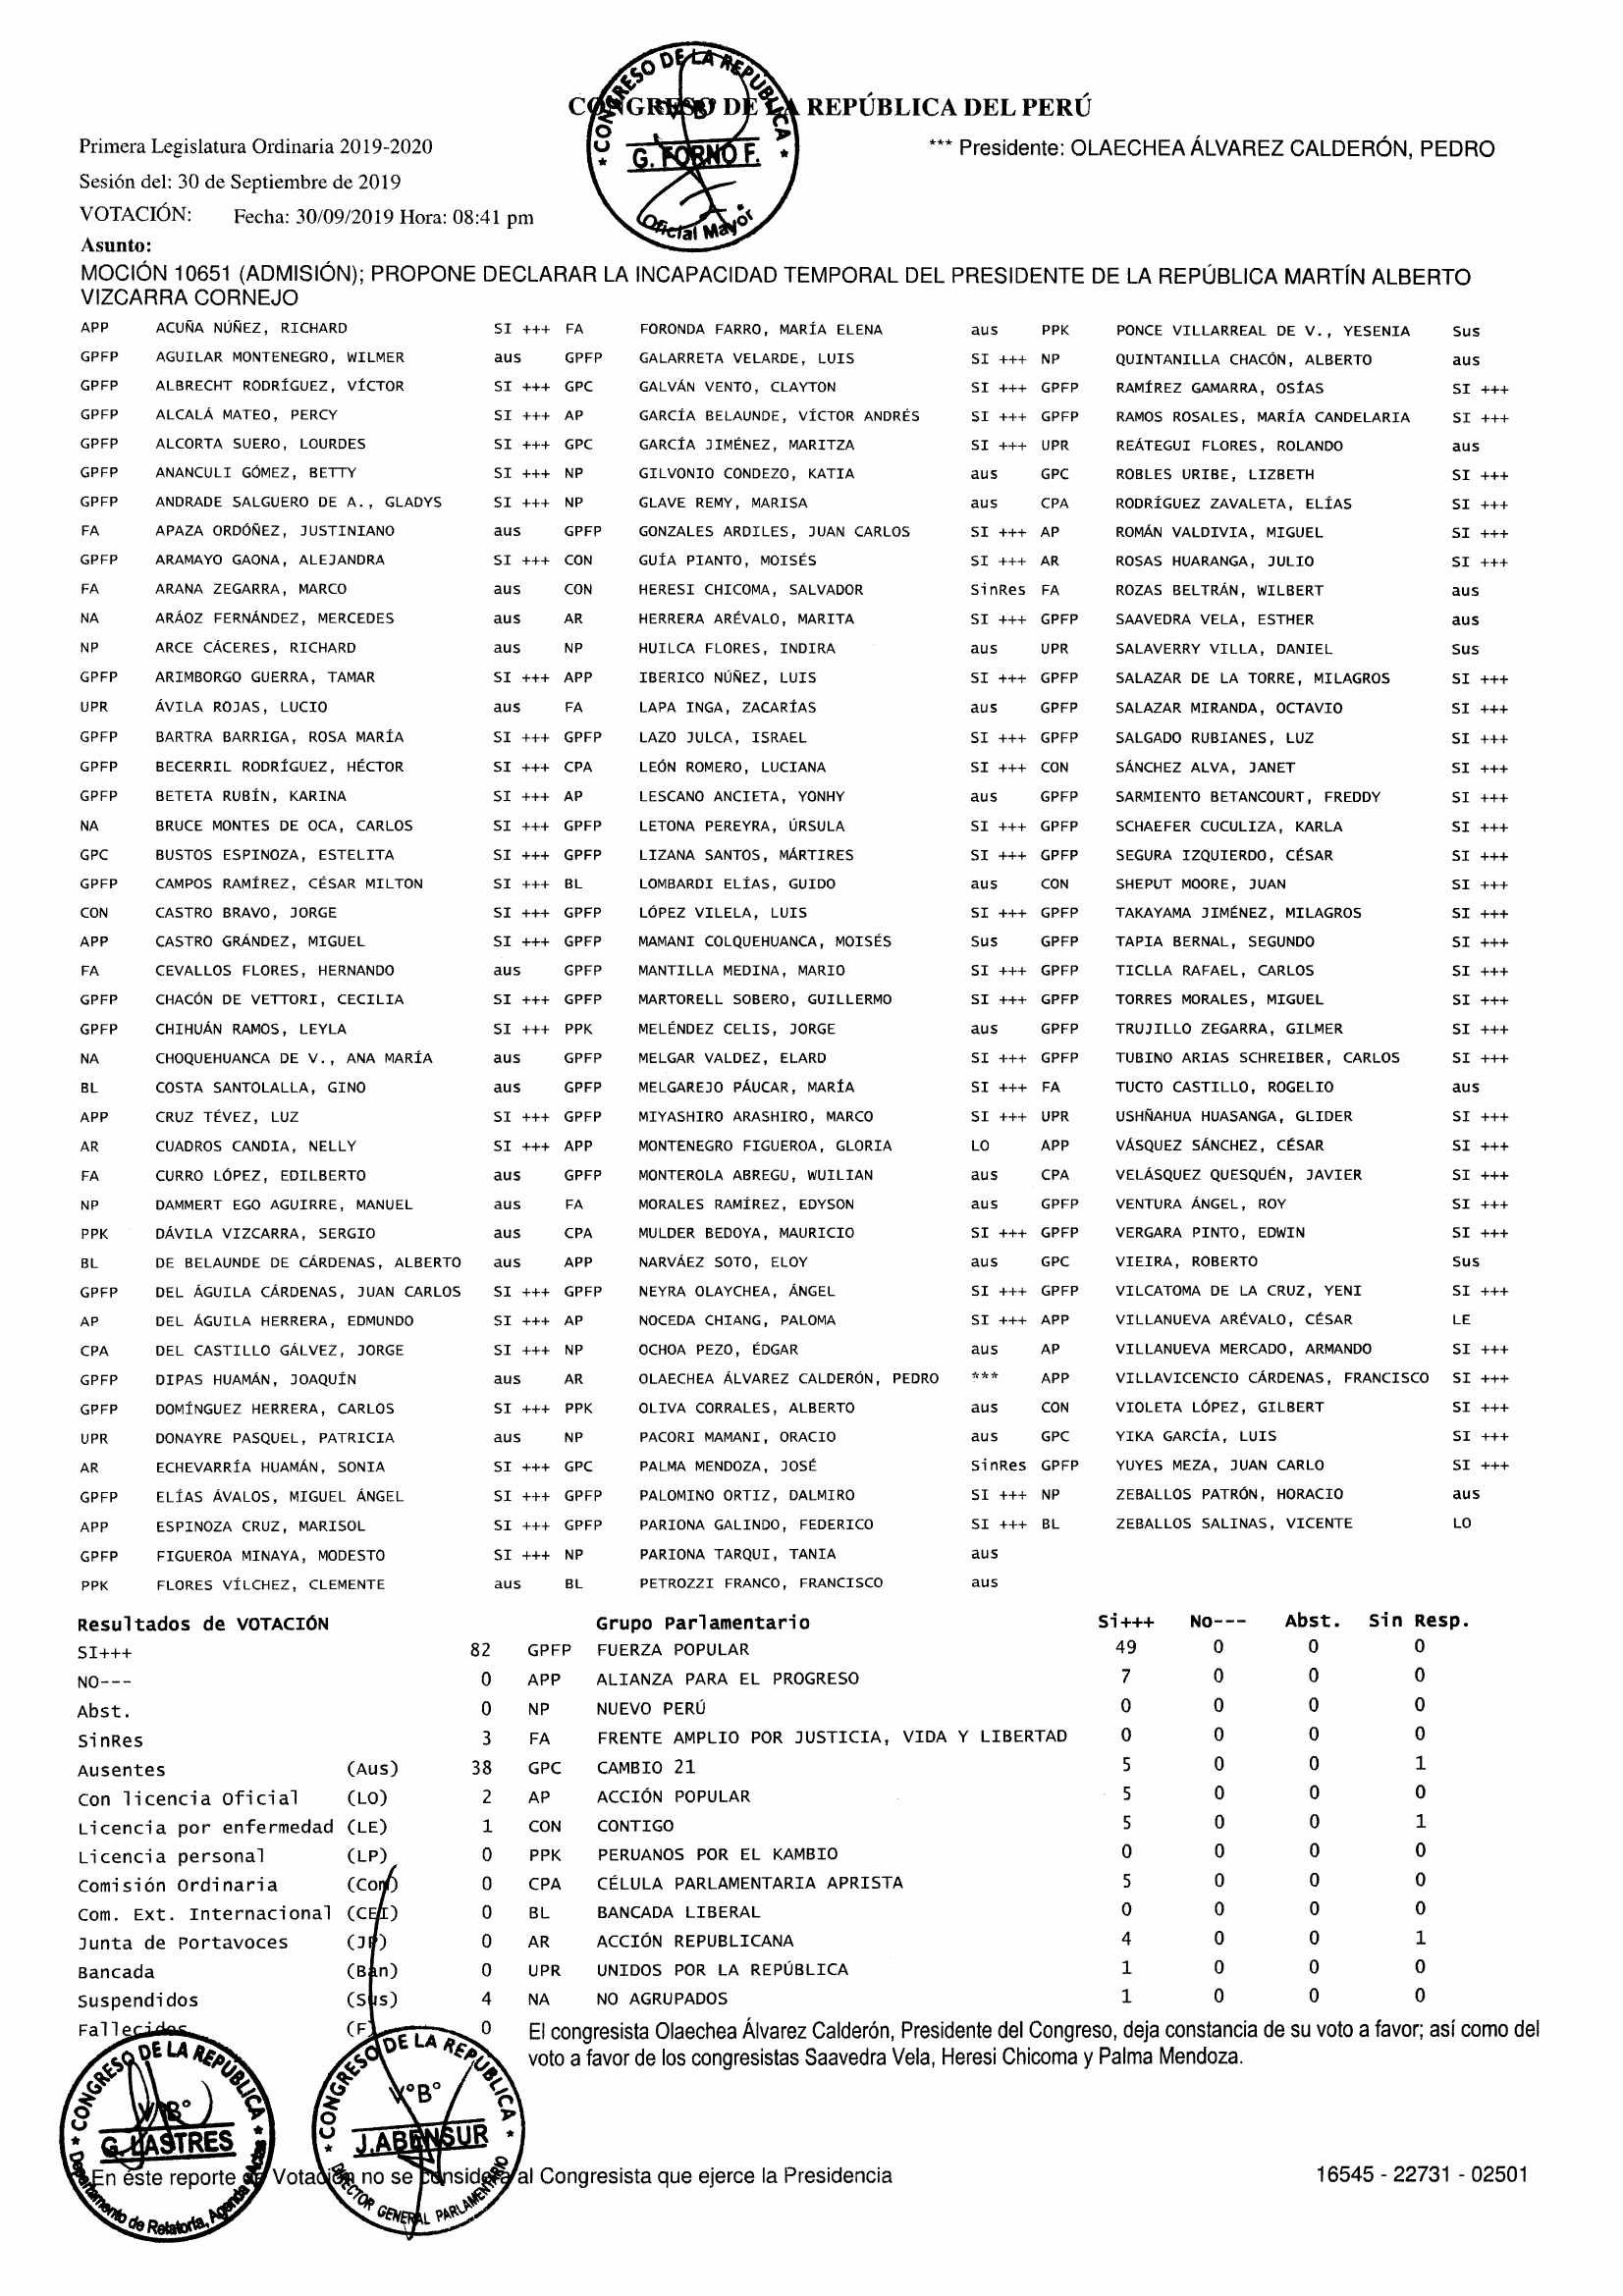 CONGRESO DE LA REPÚBLICA DEL PERÚ
CONGRESO DE LA REPUBLICA
V°B°
G. FORNO F.
Oficial Mayor
Primera Legislatura Ordinaria 2019-2020
*** Presidente: OLAECHEA ÁLVAREZ CALDERÓN, PEDRO
Sesión del: 30 de Septiembre de 2019
VOTACIÓN: Fecha: 30/09/2019 Hora: 08:41 pm
Asunto:
MOCIÓN 10651 (ADMISIÓN); PROPONE DECLARAR LA INCAPACIDAD TEMPORAL DEL PRESIDENTE DE LA REPÚBLICA MARTÍN ALBERTO
VIZCARRA CORNEJO
APP ACUÑA NÚÑEZ, RICHARD SI +++ FA FORONDA FARRO, MARÍA ELENA aus PPK PONCE VILLARREAL DE V., YESENIA Sus
GPFP AGUILAR MONTENEGRO, WILMER aus GPFP GALARRETA VELARDE, LUIS SI +++ NP QUINTANILLA CHACÓN, ALBERTO aus
GPFP ALBRECHT RODRÍGUEZ, VÍCTOR SI +++ GPC GALVÁN VENTO, CLAYTON SI +++ GPFP RAMÍREZ GAMARRA, OSÍAS SI +++
GPFP ALCALÁ MATEO, PERCY SI +++ AP GARCÍA BELAUNDE, VÍCTOR ANDRÉS SI +++ GPFP RAMOS ROSALES, MARÍA CANDELARIA SI +++
GPFP ALCORTA SUERO, LOURDES SI +++ GPC GARCÍA JIMÉNEZ, MARITZA SI +++ UPR REÁTEGUI FLORES, ROLANDO aus
GPFP ANANCULI GÓMEZ, BETTY SI +++ NP GILVONIO CONDEZO, KATIA aus GPC ROBLES URIBE, LIZBETH SI +++
GPFP ANDRADE SALGUERO DE A., GLADYS SI +++ NP GLAVE REMY, MARISA aus CPA RODRÍGUEZ ZAVALETA, ELÍAS SI +++
FA APAZA ORDÓÑEZ, JUSTINIANO aus GPFP GONZALES ARDILES, JUAN CARLOS SI +++ AP ROMÁN VALDIVIA, MIGUEL SI +++
GPFP ARAMAYO GAONA, ALEJANDRA SI +++ CON GUÍA PIANTO, MOISÉS SI +++ AR ROSAS HUARANGA, JULIO SI +++
FA ARANA ZEGARRA, MARCO aus CON HERESI CHICOMA, SALVADOR SinRes FA ROZAS BELTRÁN, WILBERT aus
NA ARÁOZ FERNÁNDEZ, MERCEDES aus AR HERRERA ARÉVALO, MARITA SI +++ GPFP SAAVEDRA VELA, ESTHER aus
NP ARCE CÁCERES, RICHARD aus NP HUILCA FLORES, INDIRA aus UPR SALAVERRY VILLA, DANIEL Sus
GPFP ARIMBORGO GUERRA, TAMAR SI +++ APP IBERICO NÚÑEZ, LUIS SI +++ GPFP SALAZAR DE LA TORRE, MILAGROS SI +++
UPR ÁVILA ROJAS, LUCIO aus FA LAPA INGA, ZACARÍAS aus GPFP SALAZAR MIRANDA, OCTAVIO SI +++
GPFP BARTRA BARRIGA, ROSA MARÍA SI +++ GPFP LAZO JULCA, ISRAEL SI +++ GPFP SALGADO RUBIANES, LUZ SI +++
GPFP BECERRIL RODRÍGUEZ, HÉCTOR SI +++ CPA LEÓN ROMERO, LUCIANA SI +++ CON SÁNCHEZ ALVA, JANET SI +++
GPFP BETETA RUBÍN, KARINA SI +++ AP LESCANO ANCIETA, YONHY aus GPFP SARMIENTO BETANCOURT, FREDDY SI +++
NA BRUCE MONTES DE OCA, CARLOS SI +++ GPFP LETONA PEREYRA, ÚRSULA SI +++ GPFP SCHAEFER CUCULIZA, KARLA SI +++
GPC BUSTOS ESPINOZA, ESTELITA SI +++ GPFP LIZANA SANTOS, MÁRTIRES SI +++ GPFP SEGURA IZQUIERDO, CÉSAR SI +++
GPFP CAMPOS RAMÍREZ, CÉSAR MILTON SI +++ BL LOMBARDI ELÍAS, GUIDO aus CON SHEPUT MOORE, JUAN SI +++
CON CASTRO BRAVO, JORGE SI +++ GPFP LÓPEZ VILELA, LUIS SI +++ GPFP TAKAYAMA JIMÉNEZ, MILAGROS SI +++
APP CASTRO GRÁNDEZ, MIGUEL SI +++ GPFP MAMANI COLQUEHUANCA, MOISÉS Sus GPFP TAPIA BERNAL, SEGUNDO SI +++
FA CEVALLOS FLORES, HERNANDO aus GPFP MANTILLA MEDINA, MARIO SI +++ GPFP TICLLA RAFAEL, CARLOS SI +++
GPFP CHACÓN DE VETTORI, CECILIA SI +++ GPFP MARTORELL SOBERO, GUILLERMO SI +++ GPFP TORRES MORALES, MIGUEL SI +++
GPFP CHIHUÁN RAMOS, LEYLA SI +++ PPK MELÉNDEZ CELIS, JORGE aus GPFP TRUJILLO ZEGARRA, GILMER SI +++
NA CHOQUEHUANCA DE V., ANA MARÍA aus GPFP MELGAR VALDEZ, ELARD SI +++ GPFP TUBINO ARIAS SCHREIBER, CARLOS SI +++
BL COSTA SANTOLALLA, GINO aus GPFP MELGAREJO PÁUCAR, MARÍA SI +++ FA TUCTO CASTILLO, ROGELIO aus
APP CRUZ TÉVEZ, LUZ SI +++ GPFP MIYASHIRO ARASHIRO, MARCO SI +++ UPR USHÑAHUA HUASANGA, GLIDER SI +++
AR CUADROS CANDIA, NELLY SI +++ APP MONTENEGRO FIGUEROA, GLORIA LO APP VÁSQUEZ SÁNCHEZ, CÉSAR SI +++
FA CURRO LÓPEZ, EDILBERTO aus GPFP MONTEROLA ABREGU, WUILIAN aus CPA VELÁSQUEZ QUESQUÉN, JAVIER SI +++
NP DAMMERT EGO AGUIRRE, MANUEL aus FA MORALES RAMÍREZ, EDYSON aus GPFP VENTURA ÁNGEL, ROY SI +++
PPK DÁVILA VIZCARRA, SERGIO aus CPA MULDER BEDOYA, MAURICIO SI +++ GPFP VERGARA PINTO, EDWIN SI +++
BL DE BELAUNDE DE CÁRDENAS, ALBERTO aus APP NARVÁEZ SOTO, ELOY aus GPC VIEIRA, ROBERTO Sus
GPFP DEL ÁGUILA CÁRDENAS, JUAN CARLOS SI +++ GPFP NEYRA OLAYCHEA, ÁNGEL SI +++ GPFP VILCATOMA DE LA CRUZ, YENI SI +++
AP DEL ÁGUILA HERRERA, EDMUNDO SI +++ AP NOCEDA CHIANG, PALOMA SI +++ APP VILLANUEVA ARÉVALO, CÉSAR LE
CPA DEL CASTILLO GÁLVEZ, JORGE SI +++ NP OCHOA PEZO, ÉDGAR aus AP VILLANUEVA MERCADO, ARMANDO SI +++
GPFP DIPAS HUAMÁN, JOAQUÍN aus AR OLAECHEA ÁLVAREZ CALDERÓN, PEDRO *** APP VILLAVICENCIO CÁRDENAS, FRANCISCO SI +++
GPFP DOMÍNGUEZ HERRERA, CARLOS SI +++ PPK OLIVA CORRALES, ALBERTO aus CON VIOLETA LÓPEZ, GILBERT SI +++
UPR DONAYRE PASQUEL, PATRICIA aus NP PACORI MAMANI, ORACIO aus GPC YIKA GARCÍA, LUIS SI +++
AR ECHEVARRÍA HUAMÁN, SONIA SI +++ GPC PALMA MENDOZA, JOSÉ SinRes GPFP YUYES MEZA, JUAN CARLO SI +++
GPFP ELÍAS ÁVALOS, MIGUEL ÁNGEL SI +++ GPFP PALOMINO ORTIZ, DALMIRO SI +++ NP ZEBALLOS PATRÓN, HORACIO aus
APP ESPINOZA CRUZ, MARISOL SI +++ GPFP PARIONA GALINDO, FEDERICO SI +++ BL ZEBALLOS SALINAS, VICENTE LO
GPFP FIGUEROA MINAYA, MODESTO SI +++ NP PARIONA TARQUI, TANIA aus
PPK FLORES VÍLCHEZ, CLEMENTE aus BL PETROZZI FRANCO, FRANCISCO aus
Resultados de VOTACIÓN Grupo Parlamentario Si+++ No--- Abst. Sin Resp.
SI+++ 82 GPFP FUERZA POPULAR 49 0 0 0
NO--- 0 APP ALIANZA PARA EL PROGRESO 7 0 0 0
Abst. 0 NP NUEVO PERÚ 0 0 0 0
SinRes 3 FA FRENTE AMPLIO POR JUSTICIA, VIDA Y LIBERTAD 0 0 0 0
Ausentes (Aus) 38 GPC CAMBIO 21 5 0 0 1
Con licencia Oficial (LO) 2 AP ACCIÓN POPULAR 5 0 0 0
Licencia por enfermedad (LE) 1 CON CONTIGO 5 0 0 1
Licencia personal (LP) 0 PPK PERUANOS POR EL KAMBIO 0 0 0 0
Comisión Ordinaria (Com) 0 CPA CÉLULA PARLAMENTARIA APRISTA 5 0 0 0
Com. Ext. Internacional (CEI) 0 BL BANCADA LIBERAL 0 0 0 0
Junta de Portavoces (JP) 0 AR ACCIÓN REPUBLICANA 4 0 0 1
Bancada (Ban) 0 UPR UNIDOS POR LA REPÚBLICA 1 0 0 0
Suspendidos (Sus) 4 NA NO AGRUPADOS 1 0 0 0
Fallecidos (F) 0 El congresista Olaechea Álvarez Calderón, Presidente del Congreso, deja constancia de su voto a favor; así como del
voto a favor de los congresistas Saavedra Vela, Heresi Chicoma y Palma Mendoza.
CONGRESO DE LA REPUBLICA
V°B°
G. LASTRES
Departamento de Relatoría, Agenda y Actas
CONGRESO DE LA REPUBLICA
V°B°
J. ABENSUR
DIRECTOR GENERAL PARLAMENTARIO
En este reporte de Votación no se considera al Congresista que ejerce la Presidencia
16545 - 22731 - 02501